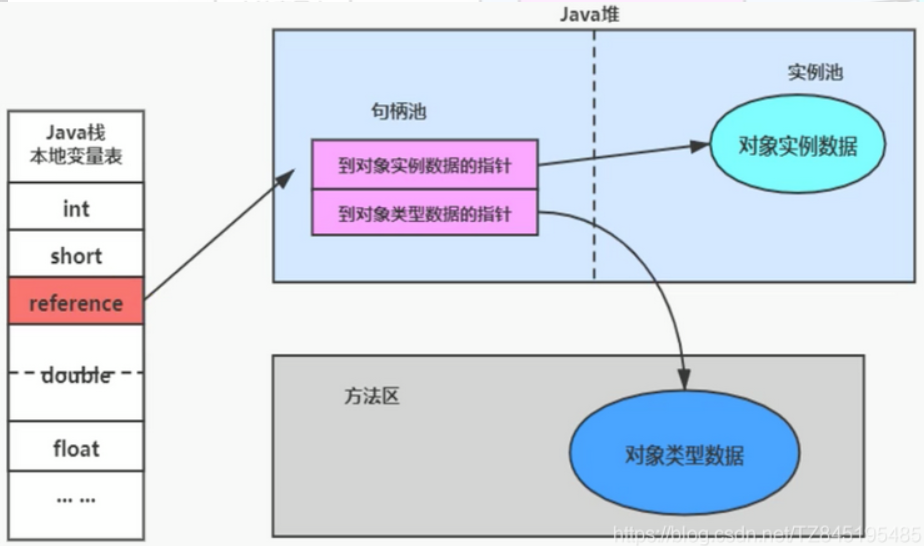 Java堆
Java栈
本地变量表
int
short
reference
double
float
... ...
句柄池
到对象实例数据的指针
到对象类型数据的指针
实例池
对象实例数据
方法区
对象类型数据
https://blog.csdn.net/TZ845195485